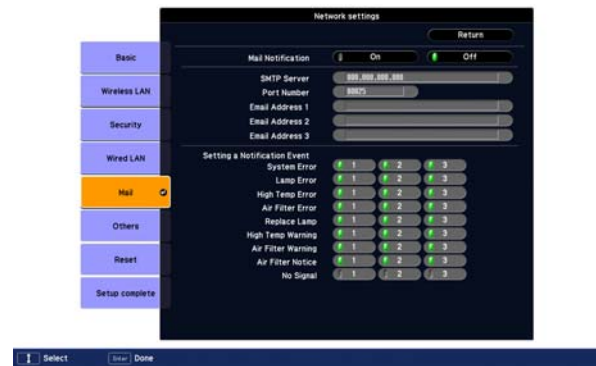 Network settings
Return
Basic
Wireless LAN
Security
Wired LAN
Mail
Others
Reset
Setup complete
Mail Notification On Off
SMTP Server 000.000.000.000
Port Number 00025
Email Address 1
Email Address 2
Email Address 3
Setting a Notification Event
System Error 1 2 3
Lamp Error 1 2 3
High Temp Error 1 2 3
Air Filter Error 1 2 3
Replace Lamp 1 2 3
High Temp Warning 1 2 3
Air Filter Warning 1 2 3
Air Filter Notice 1 2 3
No Signal 1 2 3
Select Enter Done